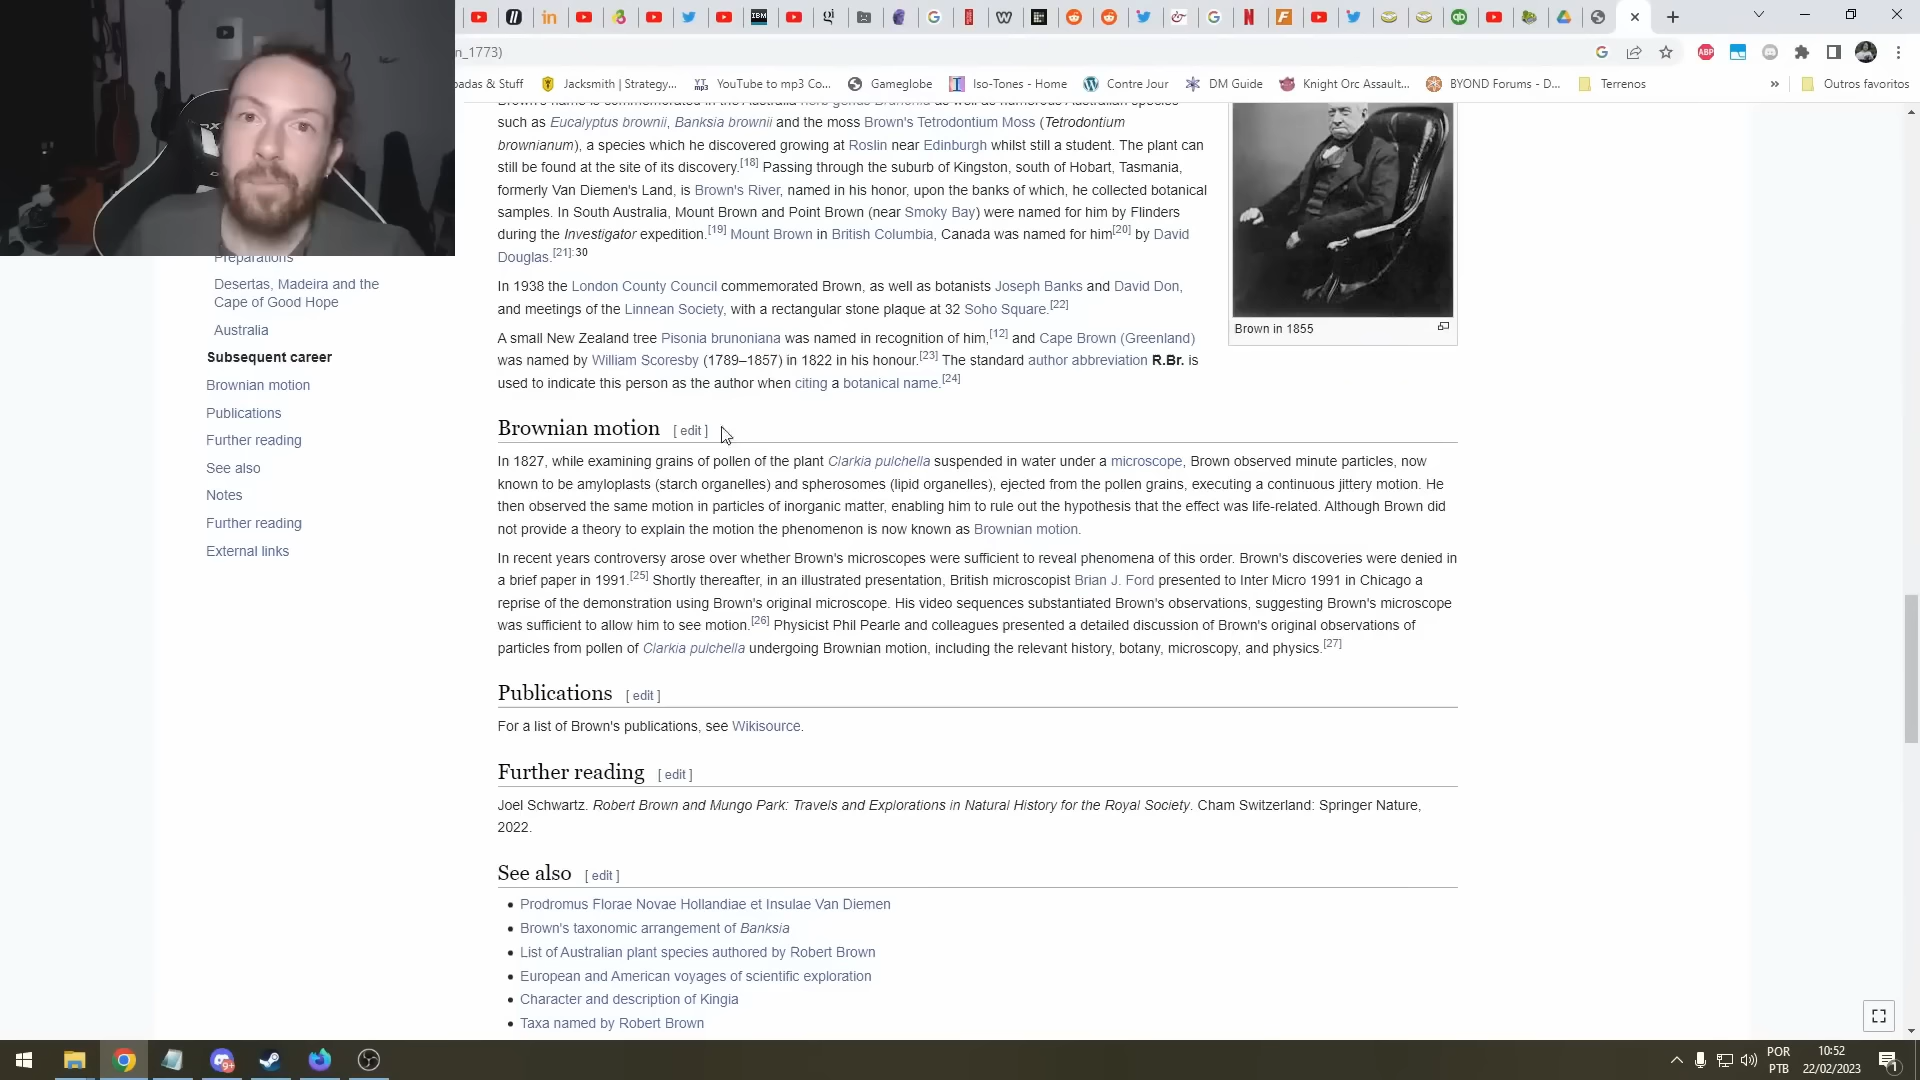 n_1773)
padas & Stuff
Jacksmith | Strategy...
YouTube to mp3 Co...
Gameglobe
Iso-Tones - Home
Contre Jour
DM Guide
Knight Orc Assault...
BYOND Forums - D...
Terrenos
»
Outros favoritos
Brown's name is commemorated in the Australia herb genus Brunonia as well as numerous Australian species
such as Eucalyptus brownii, Banksia brownii and the moss Brown's Tetrodontium Moss (Tetrodontium
brownianum), a species which he discovered growing at Roslin near Edinburgh whilst still a student. The plant can
still be found at the site of its discovery.[18] Passing through the suburb of Kingston, south of Hobart, Tasmania,
formerly Van Diemen's Land, is Brown's River, named in his honor, upon the banks of which, he collected botanical
samples. In South Australia, Mount Brown and Point Brown (near Smoky Bay) were named for him by Flinders
during the Investigator expedition.[19] Mount Brown in British Columbia, Canada was named for him[20] by David
Douglas.[21]:30
In 1938 the London County Council commemorated Brown, as well as botanists Joseph Banks and David Don,
and meetings of the Linnean Society, with a rectangular stone plaque at 32 Soho Square.[22]
A small New Zealand tree Pisonia brunoniana was named in recognition of him,[12] and Cape Brown (Greenland)
was named by William Scoresby (1789–1857) in 1822 in his honour.[23] The standard author abbreviation R.Br. is
used to indicate this person as the author when citing a botanical name.[24]
Brown in 1855
Preparations
Desertas, Madeira and the
Cape of Good Hope
Australia
Subsequent career
Brownian motion
Publications
Further reading
See also
Notes
Further reading
External links
Brownian motion [ edit ]
In 1827, while examining grains of pollen of the plant Clarkia pulchella suspended in water under a microscope, Brown observed minute particles, now
known to be amyloplasts (starch organelles) and spherosomes (lipid organelles), ejected from the pollen grains, executing a continuous jittery motion. He
then observed the same motion in particles of inorganic matter, enabling him to rule out the hypothesis that the effect was life-related. Although Brown did
not provide a theory to explain the motion the phenomenon is now known as Brownian motion.
In recent years controversy arose over whether Brown's microscopes were sufficient to reveal phenomena of this order. Brown's discoveries were denied in
a brief paper in 1991.[25] Shortly thereafter, in an illustrated presentation, British microscopist Brian J. Ford presented to Inter Micro 1991 in Chicago a
reprise of the demonstration using Brown's original microscope. His video sequences substantiated Brown's observations, suggesting Brown's microscope
was sufficient to allow him to see motion.[26] Physicist Phil Pearle and colleagues presented a detailed discussion of Brown's original observations of
particles from pollen of Clarkia pulchella undergoing Brownian motion, including the relevant history, botany, microscopy, and physics.[27]
Publications [ edit ]
For a list of Brown's publications, see Wikisource.
Further reading [ edit ]
Joel Schwartz. Robert Brown and Mungo Park: Travels and Explorations in Natural History for the Royal Society. Cham Switzerland: Springer Nature,
2022.
See also [ edit ]
Prodromus Florae Novae Hollandiae et Insulae Van Diemen
Brown's taxonomic arrangement of Banksia
List of Australian plant species authored by Robert Brown
European and American voyages of scientific exploration
Character and description of Kingia
Taxa named by Robert Brown
POR
PTB
10:52
22/02/2023